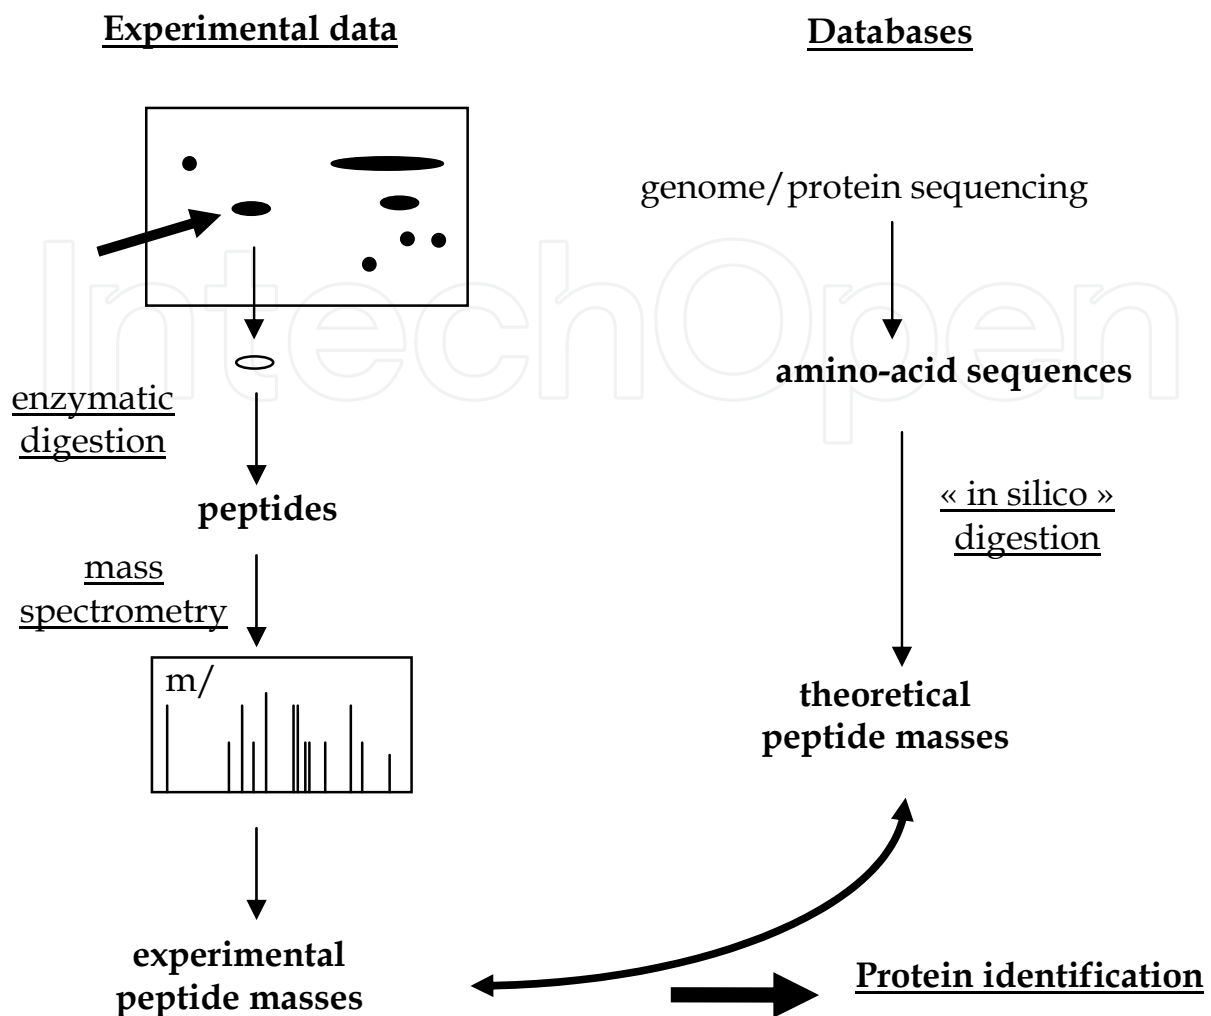 Experimental data
Databases
genome/protein sequencing
IntechOpen
amino-acid sequences
enzymatic
digestion
« in silico »
digestion
peptides
mass
spectrometry
m/
theoretical
peptide masses
experimental
peptide masses
Protein identification